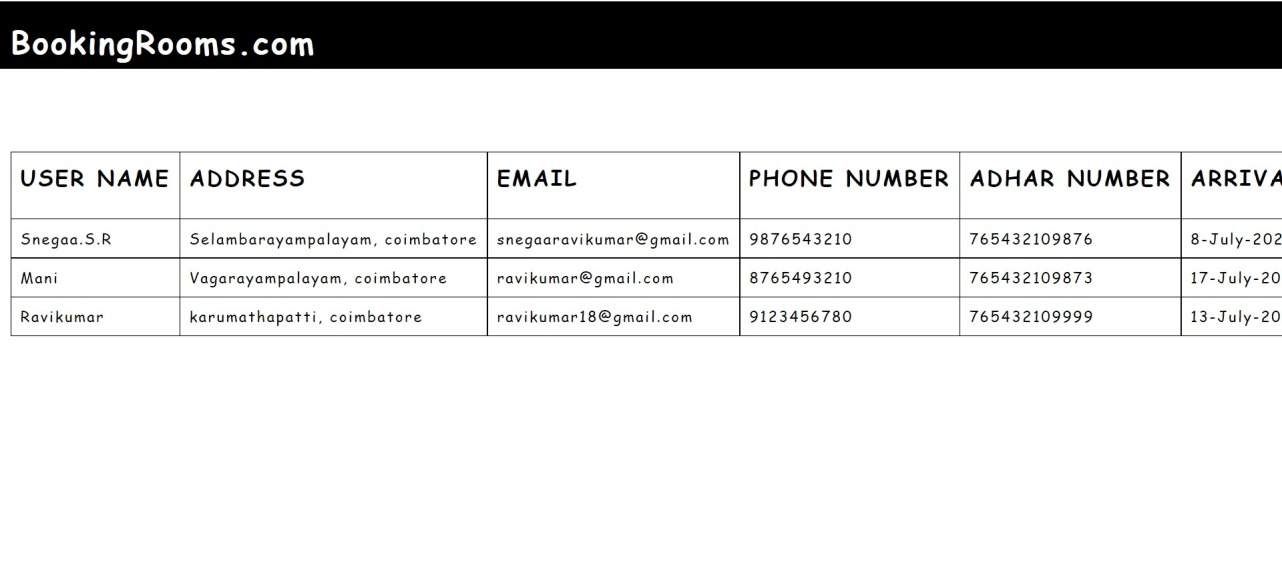 BookingRooms.com
USER NAME ADDRESS EMAIL PHONE NUMBER ADHAR NUMBER
Snegaa.S.R Selambarayampalayam, coimbatore snegaaravikumar@gmail.com 9876543210 765432109876 8-July-202
Mani Vagarayampalayam, coimbatore ravikumar@gmail.com 8765493210 765432109873 17-July-20
Ravikumar karumathapatti, coimbatore ravikumar18@gmail.com 9123456780 765432109999 13-July-20